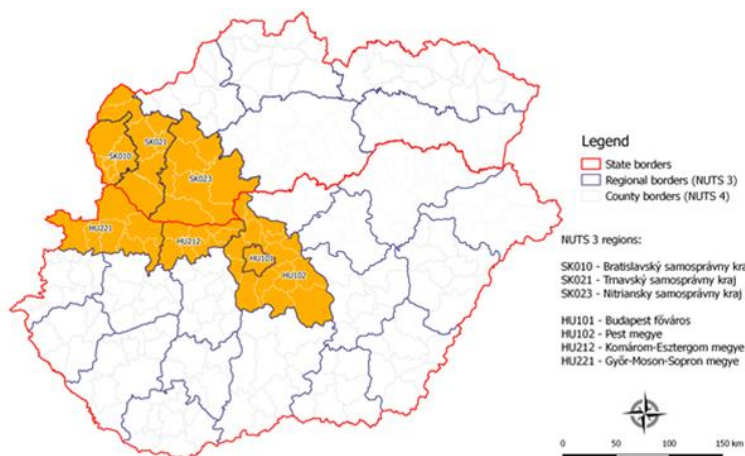 SK010
SK021
SK023
HU221
HU212
HU101
HU102
Legend
State borders
Regional borders (NUTS 3)
County borders (NUTS 4)
NUTS 3 regions:
SK010 - Bratislavský samosprávny kra
SK021 - Trnavský samosprávny kraj
SK023 - Nitriansky samosprávny kraj
HU101 - Budapest főváros
HU102 - Pest megye
HU212 - Komárom-Esztergom megye
HU221 - Győr-Moson-Sopron megye
0 50 100 150 km